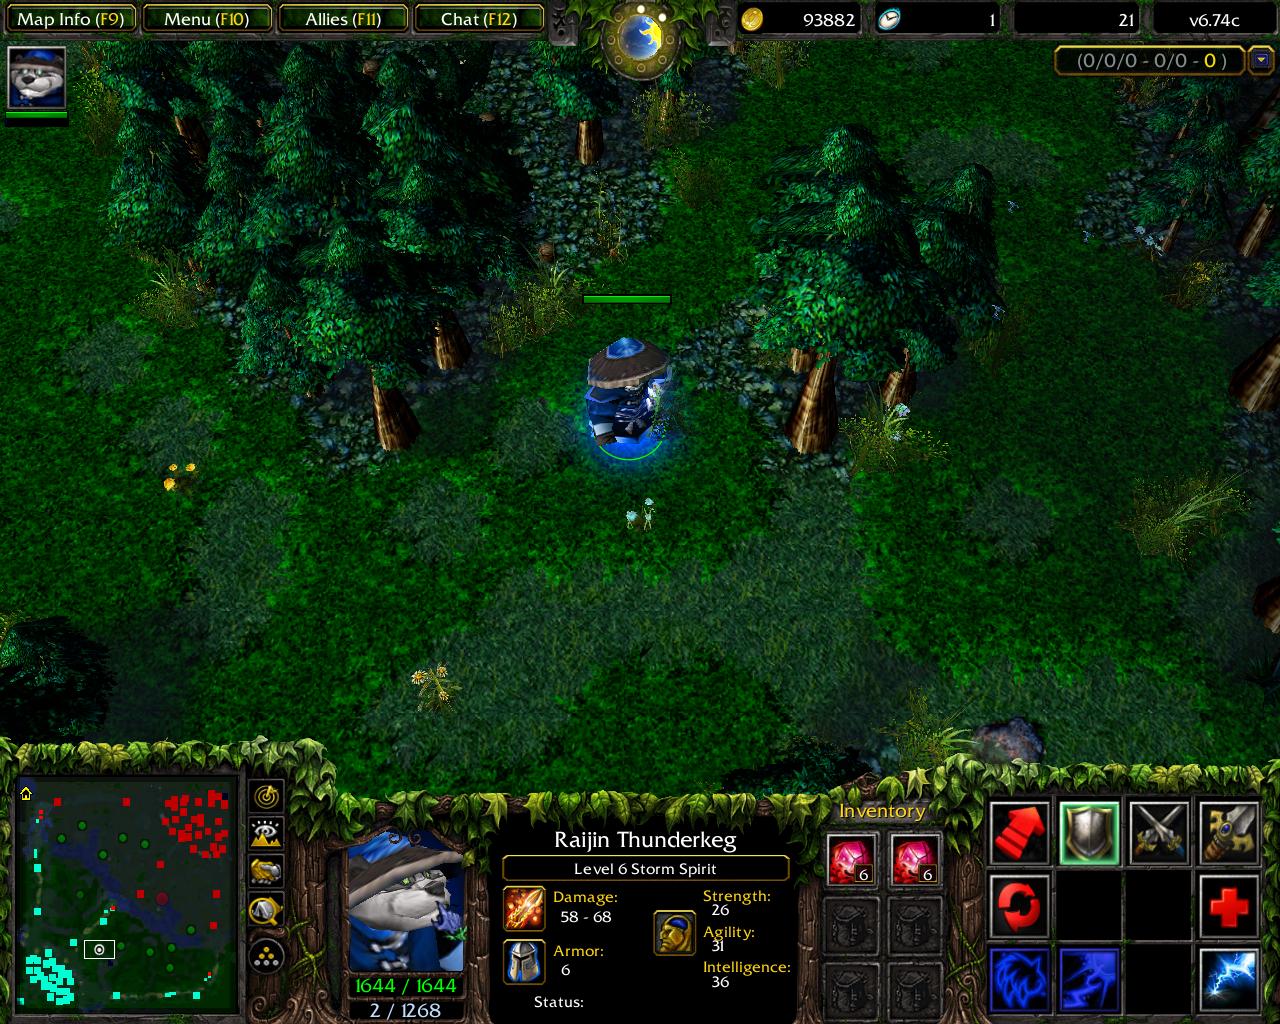 Map Info (F9) Menu (F10) Allies (F11) Chat (F12) 93882 1 21 v6.74c
(0/0/0 - 0/0 - 0 )
Raijin Thunderkeg
Level 6 Storm Spirit
Damage:
58 - 68
Armor:
6
Strength:
26
Agility:
31
Intelligence:
36
Status:
1644 / 1644
2 / 1268
Inventory
6 6